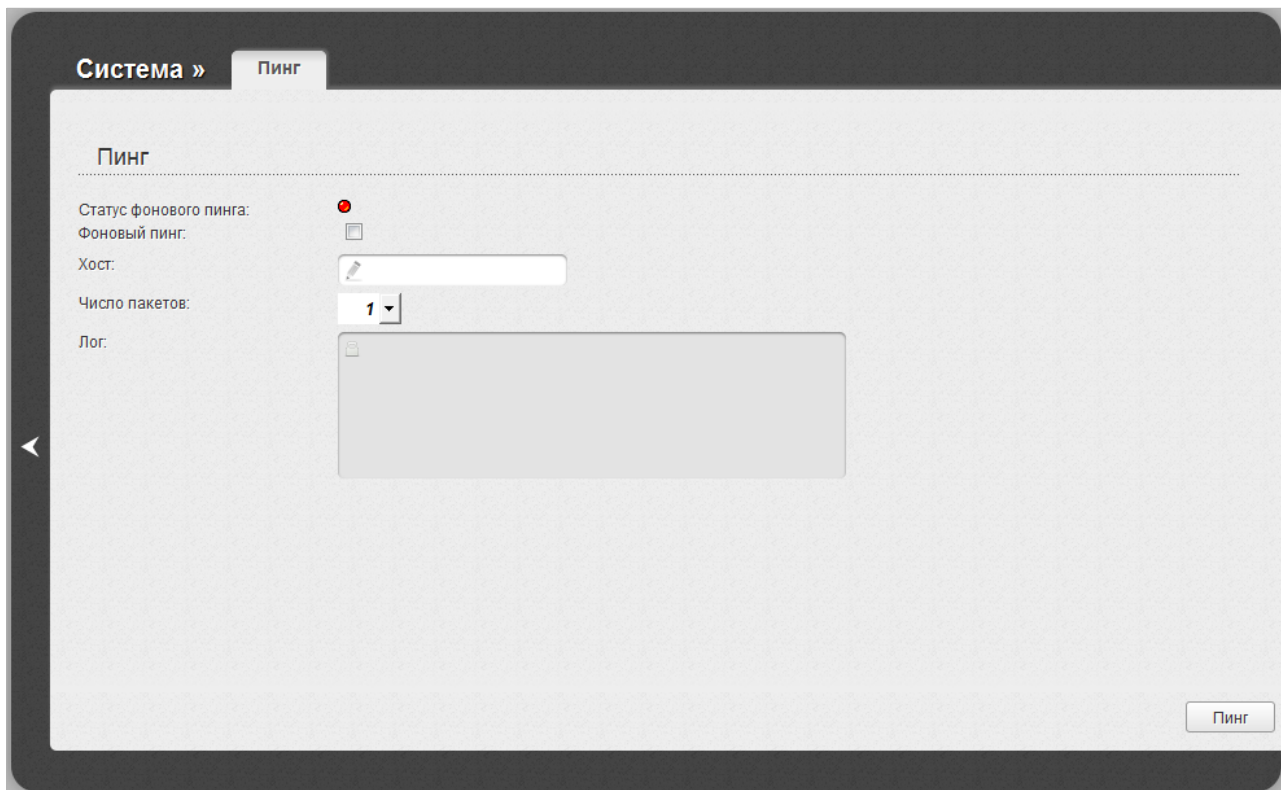 Система » Пинг
Пинг
Статус фонового пинга:
Фоновый пинг:
Хост:
Число пакетов: 1
Лог:
Пинг